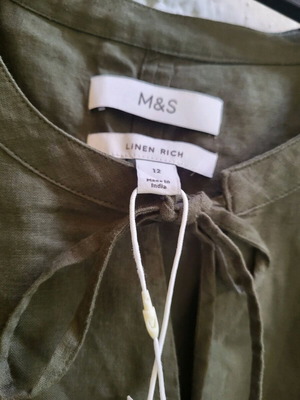 M&S
LINEN RICH
12
Made in
India